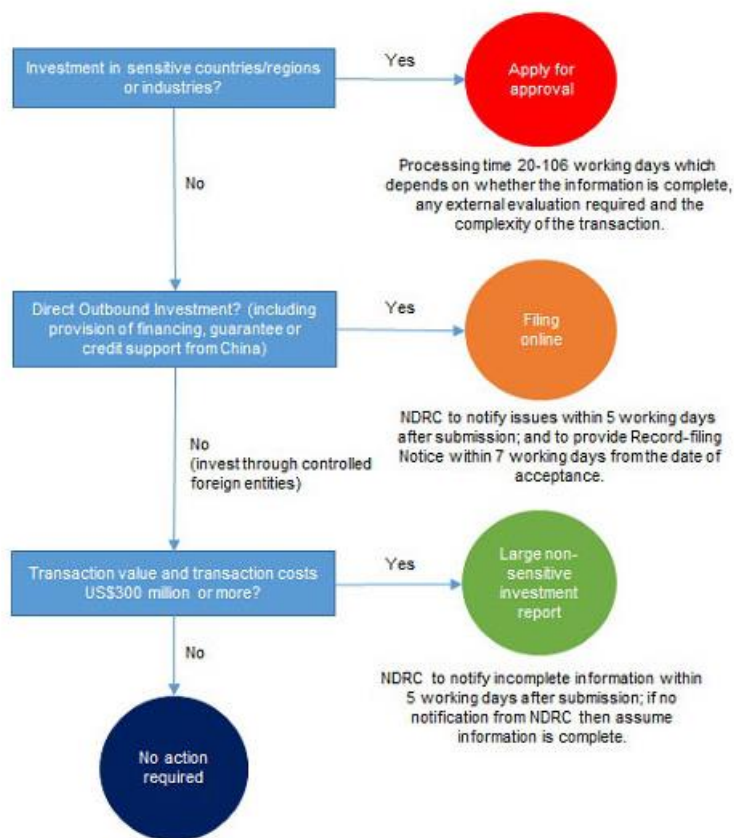 Investment in sensitive countries/regions
or industries?
Yes
Apply for
approval
Processing time 20-106 working days which
depends on whether the information is complete,
any external evaluation required and the
complexity of the transaction.
No
Direct Outbound Investment? (including
provision of financing, guarantee or
credit support from China)
Yes
Filing
online
NDRC to notify issues within 5 working days
after submission; and to provide Record-filing
Notice within 7 working days from the date of
acceptance.
No
(invest through controlled
foreign entities)
Transaction value and transaction costs
US$300 million or more?
Yes
Large non-
sensitive
investment
report
NDRC to notify incomplete information within
5 working days after submission; if no
notification from NDRC then assume
information is complete.
No
No action
required